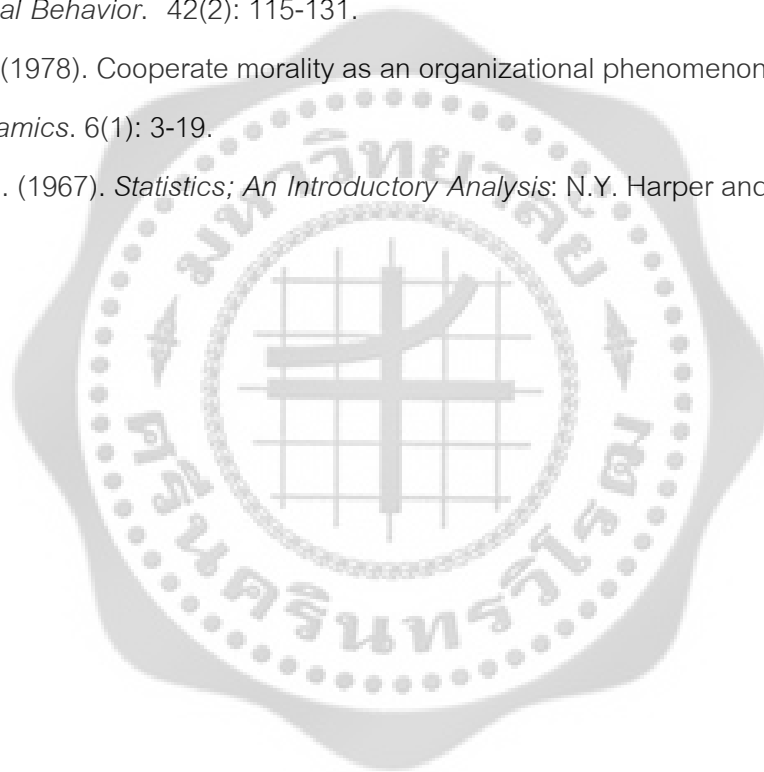 al Behavior. 42(2): 115-131.
(1978). Cooperate morality as an organizational phenomenon
amics. 6(1): 3-19.
. (1967). Statistics; An Introductory Analysis: N.Y. Harper and
มหาวิทยาลัย
ศรีนครินทรวิโรฒ